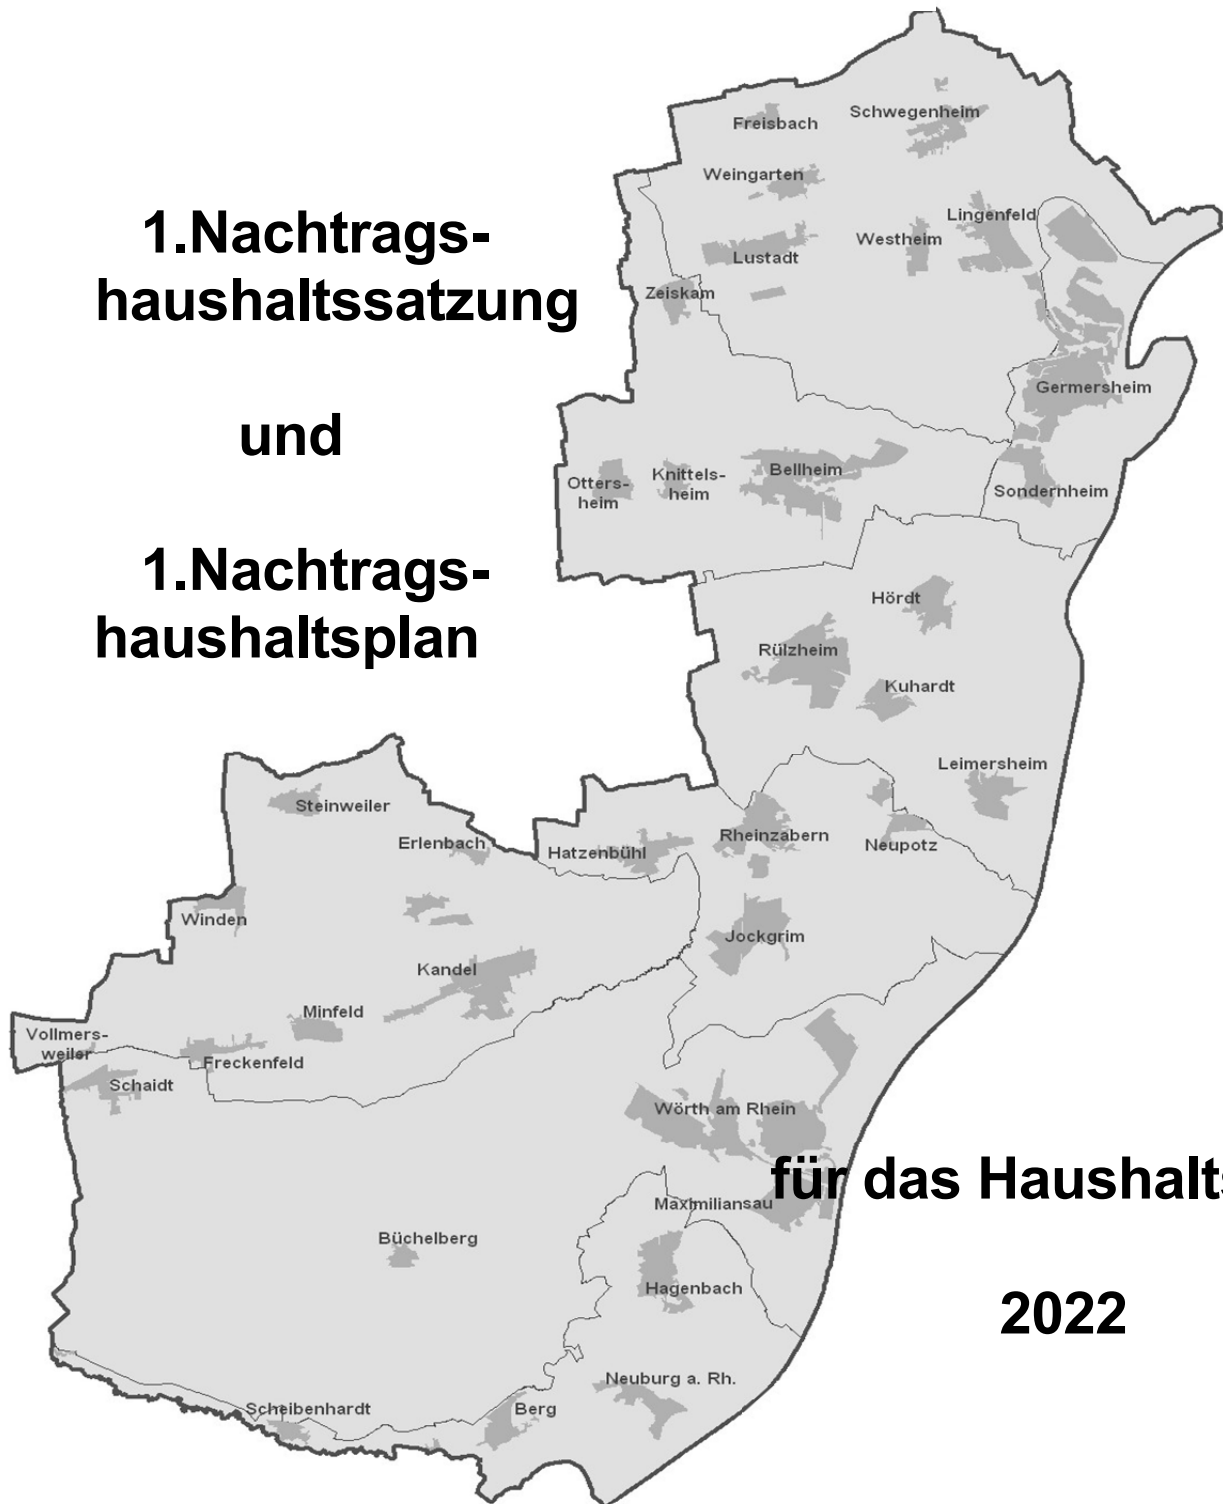 1.Nachtrags-
haushaltssatzung
und
1.Nachtrags-
haushaltsplan
Freisbach
Schwegenheim
Weingarten
Lingenfeld
Westheim
Lustadt
Zeiskam
Germersheim
Bellheim
Knittels-
heim
Otters-
heim
Sondernheim
Hördt
Rülzheim
Kuhardt
Leimersheim
Steinweiler
Erlenbach
Hatzenbühl
Rheinzabern
Neupotz
Winden
Jockgrim
Kandel
Minfeld
Vollmers-
weiler
Freckenfeld
Schaidt
Wörth am Rhein
für das Haushalts
Maximiliansau
Büchelberg
Hagenbach
2022
Neuburg a. Rh.
Scheibenhardt
Berg